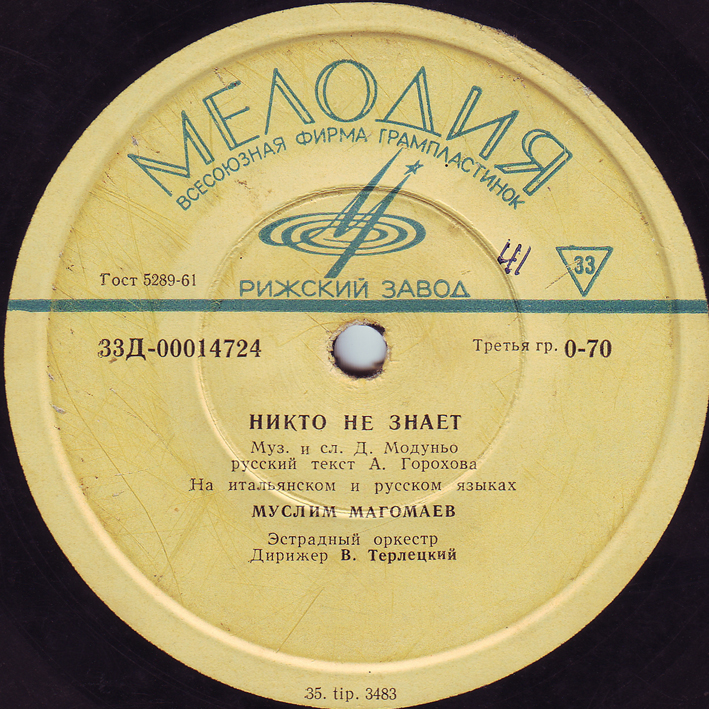 МЕЛОДИЯ
ВСЕСОЮЗНАЯ ФИРМА ГРАМПЛАСТИНОК
41
33
Гост 5289-61
РИЖСКИЙ ЗАВОД
33Д-00014724
Третья гр. 0-70
НИКТО НЕ ЗНАЕТ
Муз. и сл. Д. Модуньо
русский текст А. Горохова
На итальянском и русском языках
МУСЛИМ МАГОМАЕВ
Эстрадный оркестр
Дирижер В. Терлецкий
35. tip. 3483